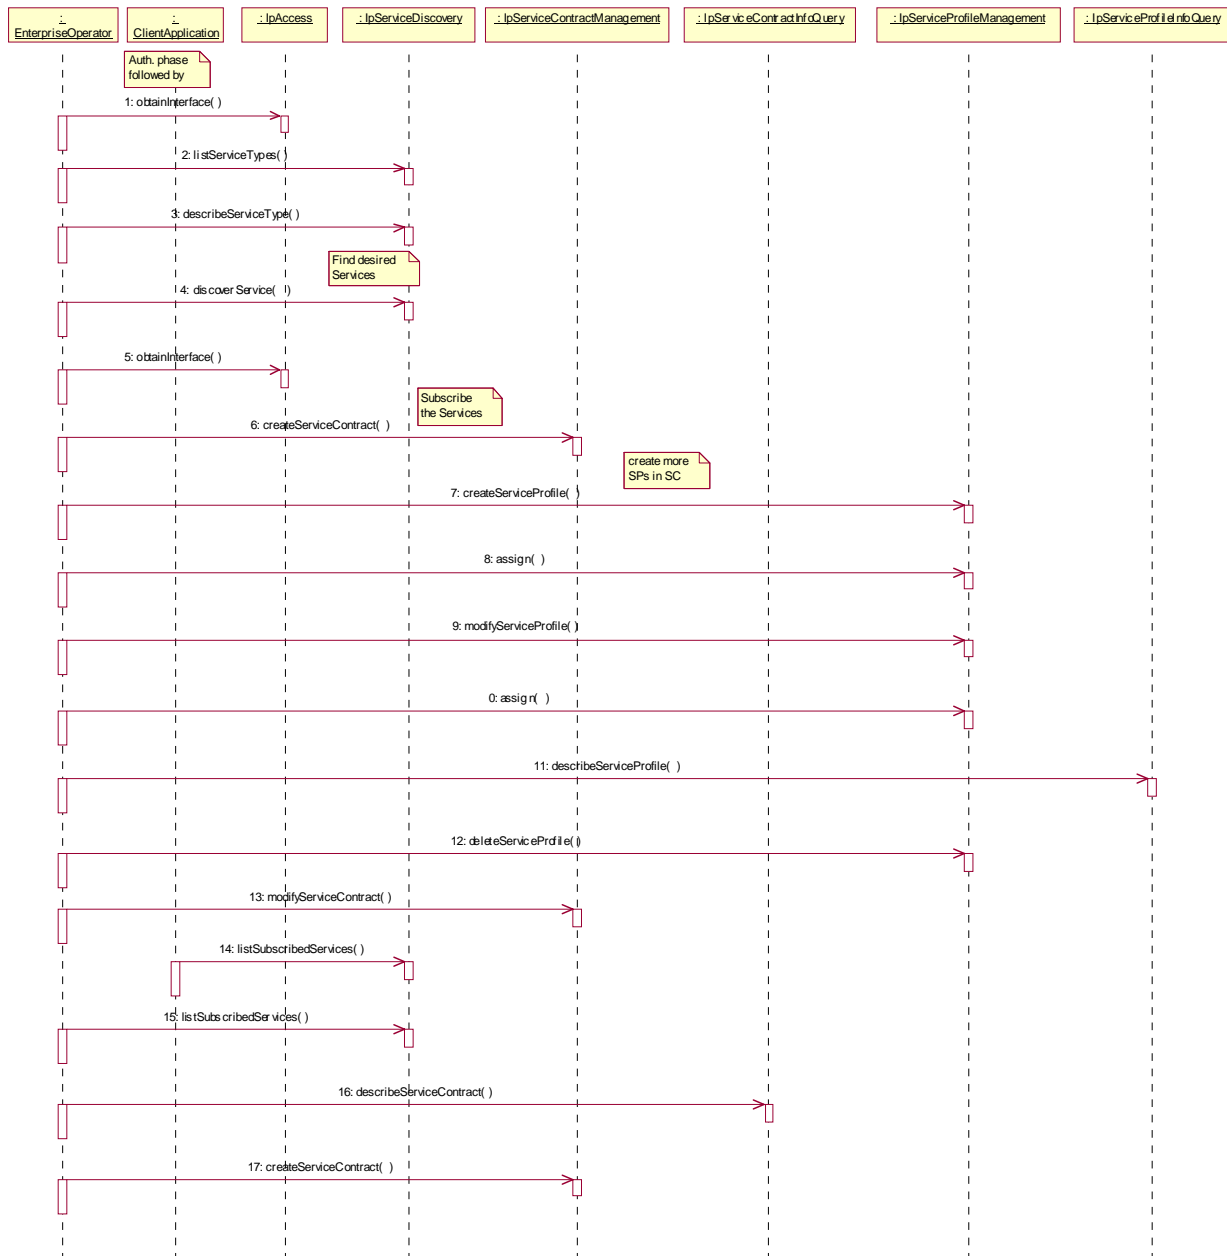 :
EnterpriseOperator
:
ClientApplication
: IpAccess
: IpServiceDiscovery
: IpServiceContractManagement
: IpServiceContractInfoQuery
: IpServiceProfileManagement
: IpServiceProfileInfoQuery
Auth. phase
followed by
1: obtainInterface( )
2: listServiceTypes( )
3: describeServiceType( )
Find desired
Services
4: discoverService( )
5: obtainInterface( )
Subscribe
the Services
6: createServiceContract( )
create more
SPs in SC
7: createServiceProfile( )
8: assign( )
9: modifyServiceProfile( )
0: assign( )
11: describeServiceProfile( )
12: deleteServiceProfile( )
13: modifyServiceContract( )
14: listSubscribedServices( )
15: listSubscribedServices( )
16: describeServiceContract( )
17: createServiceContract( )